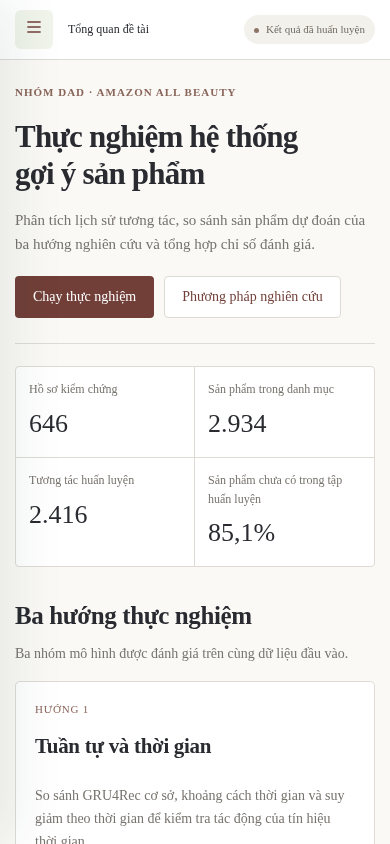 Tổng quan đề tài
Kết quả đã huấn luyện
NHÓM DAD · AMAZON ALL BEAUTY
Thực nghiệm hệ thống
gợi ý sản phẩm
Phân tích lịch sử tương tác, so sánh sản phẩm dự đoán của
ba hướng nghiên cứu và tổng hợp chỉ số đánh giá.
Chạy thực nghiệm
Phương pháp nghiên cứu
Hồ sơ kiểm chứng
646
Sản phẩm trong danh mục
2.934
Tương tác huấn luyện
2.416
Sản phẩm chưa có trong tập
huấn luyện
85,1%
Ba hướng thực nghiệm
Ba nhóm mô hình được đánh giá trên cùng dữ liệu đầu vào.
HƯỚNG 1
Tuần tự và thời gian
So sánh GRU4Rec cơ sở, khoảng cách thời gian và suy
giảm theo thời gian để kiểm tra tác động của tín hiệu
thời gian